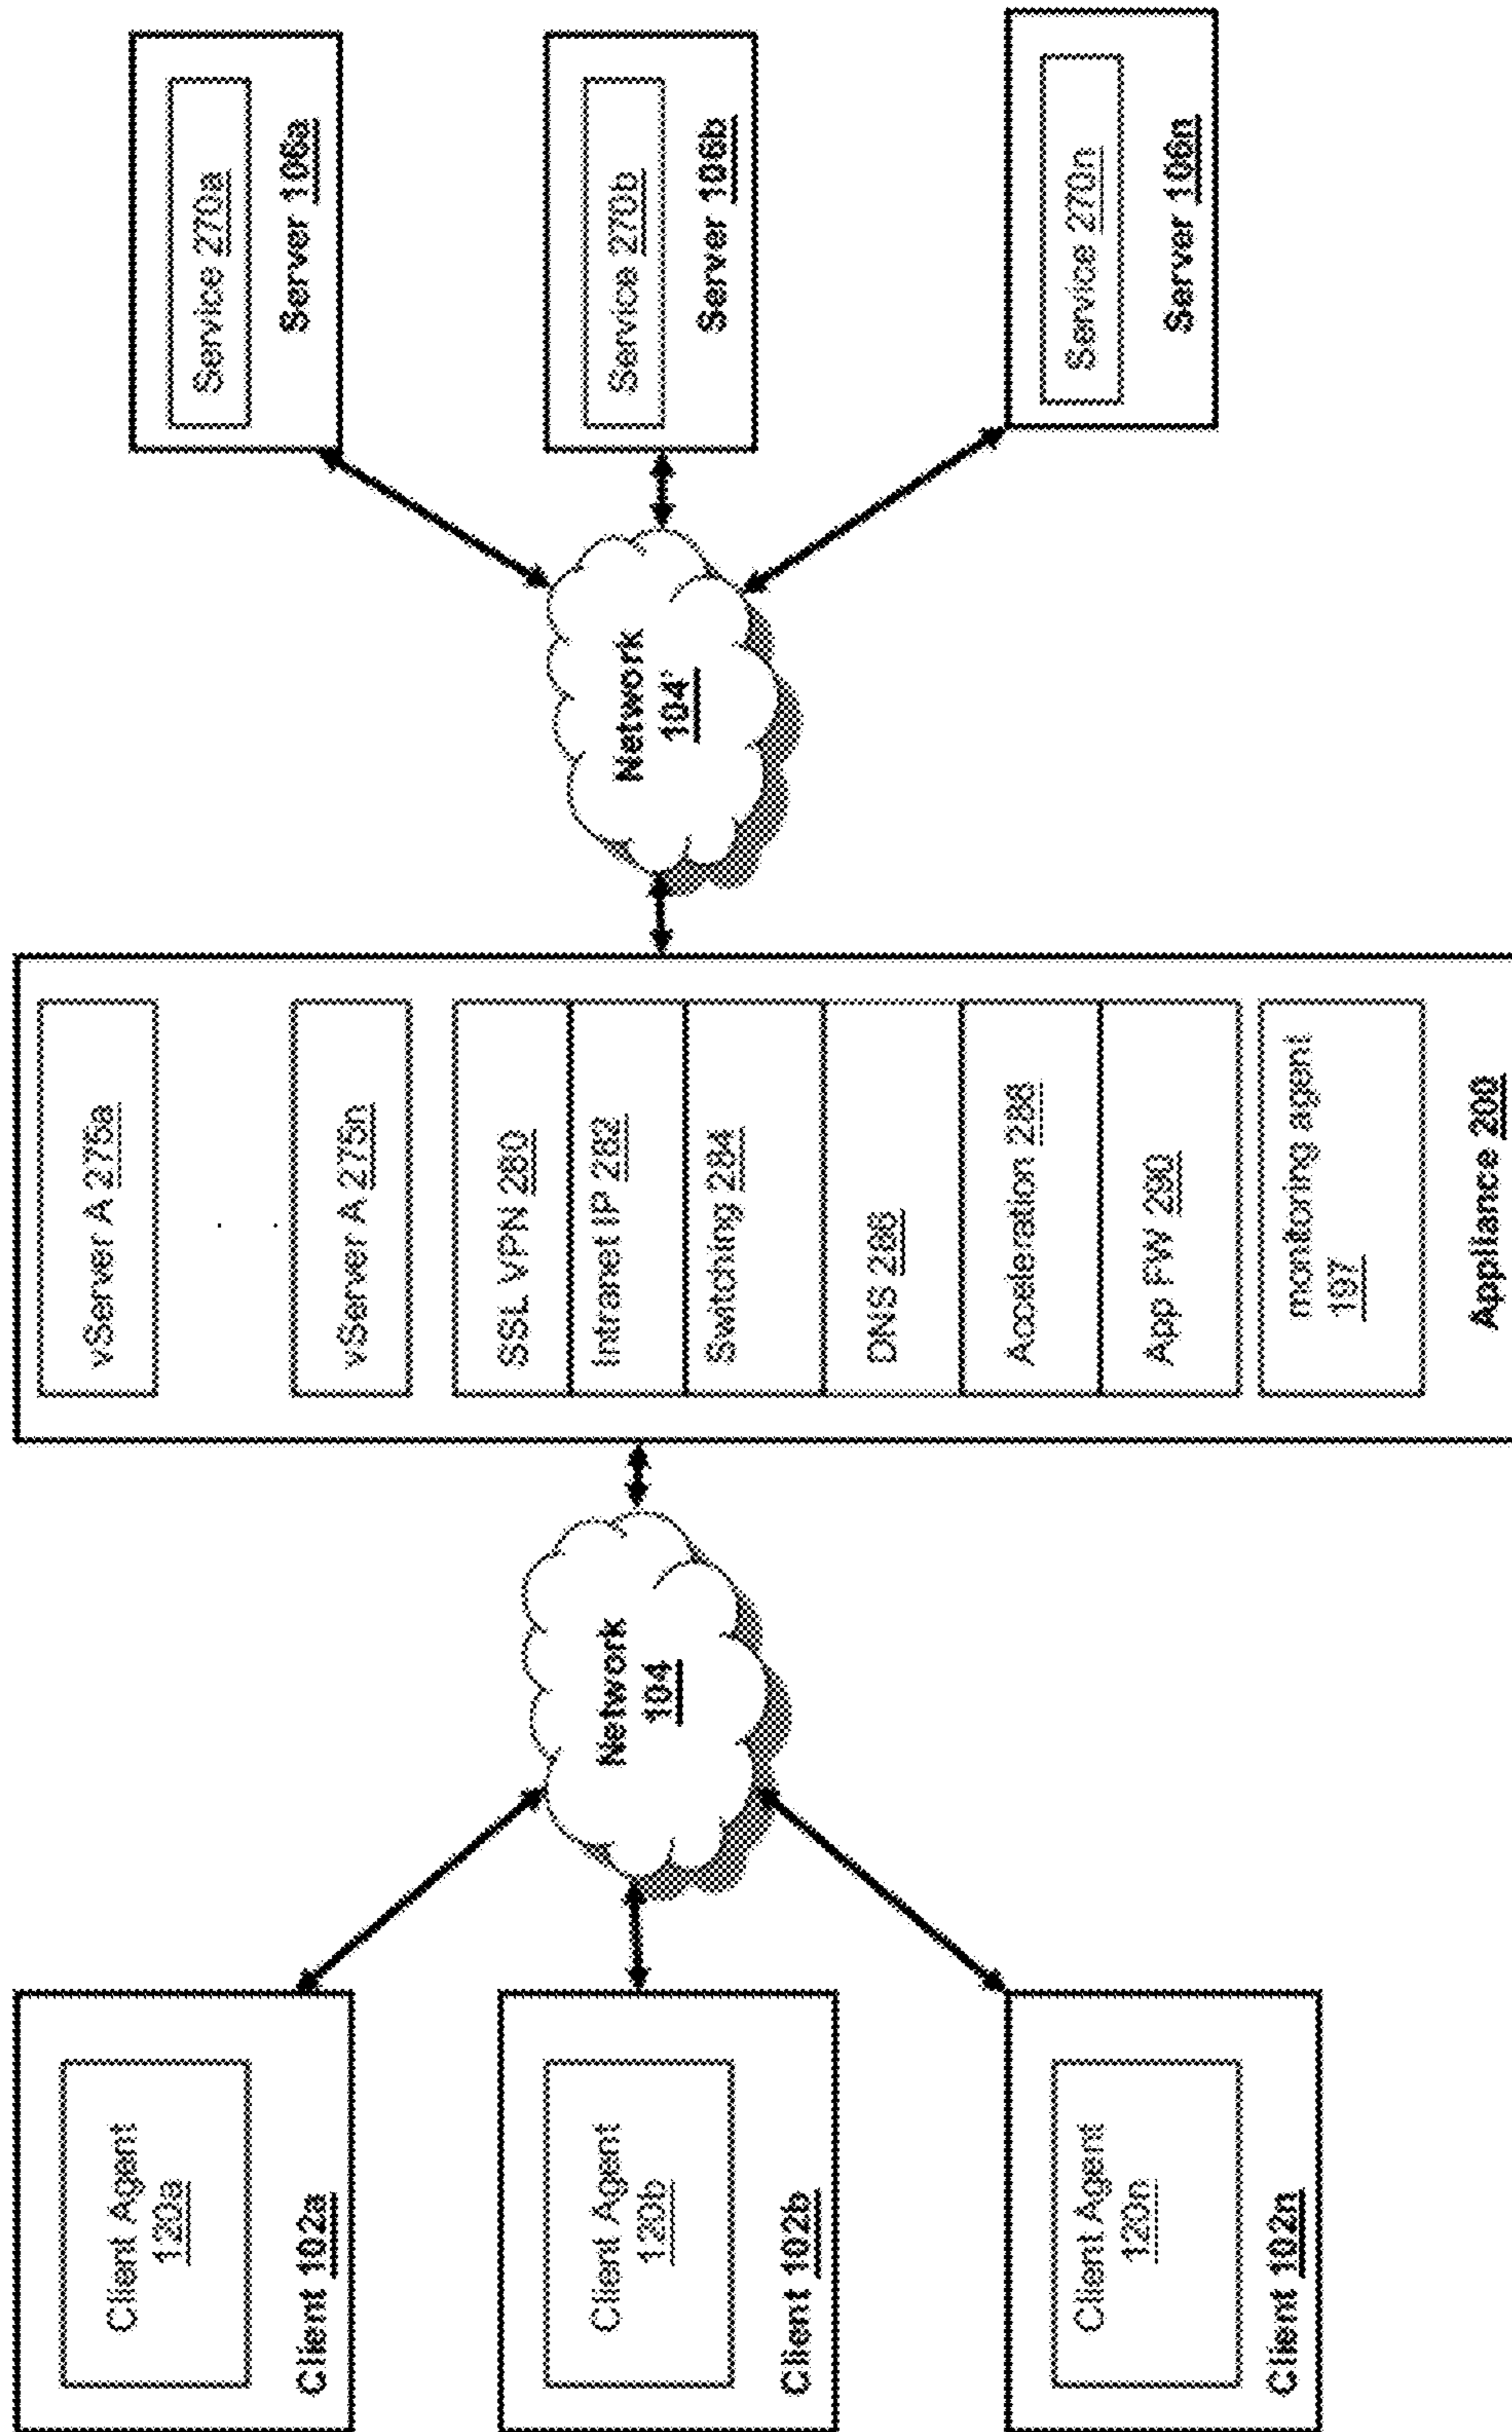 Client Agent
120a
Client 102a
Client Agent
120b
Client 102b
Client Agent
120n
Client 102n
Network
104
vServer A 275a
. .
vServer A 275n
SSL VPN 280
Intranet IP 282
Switching 284
DNS 286
Acceleration 288
App FW 290
monitoring agent
197
Appliance 200
Network
104'
Service 270a
Server 106a
Service 270b
Server 106b
Service 270n
Server 106n